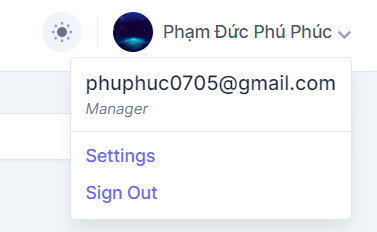 Phạm Đức Phú Phúc
phuphuc0705@gmail.com
Manager
Settings
Sign Out